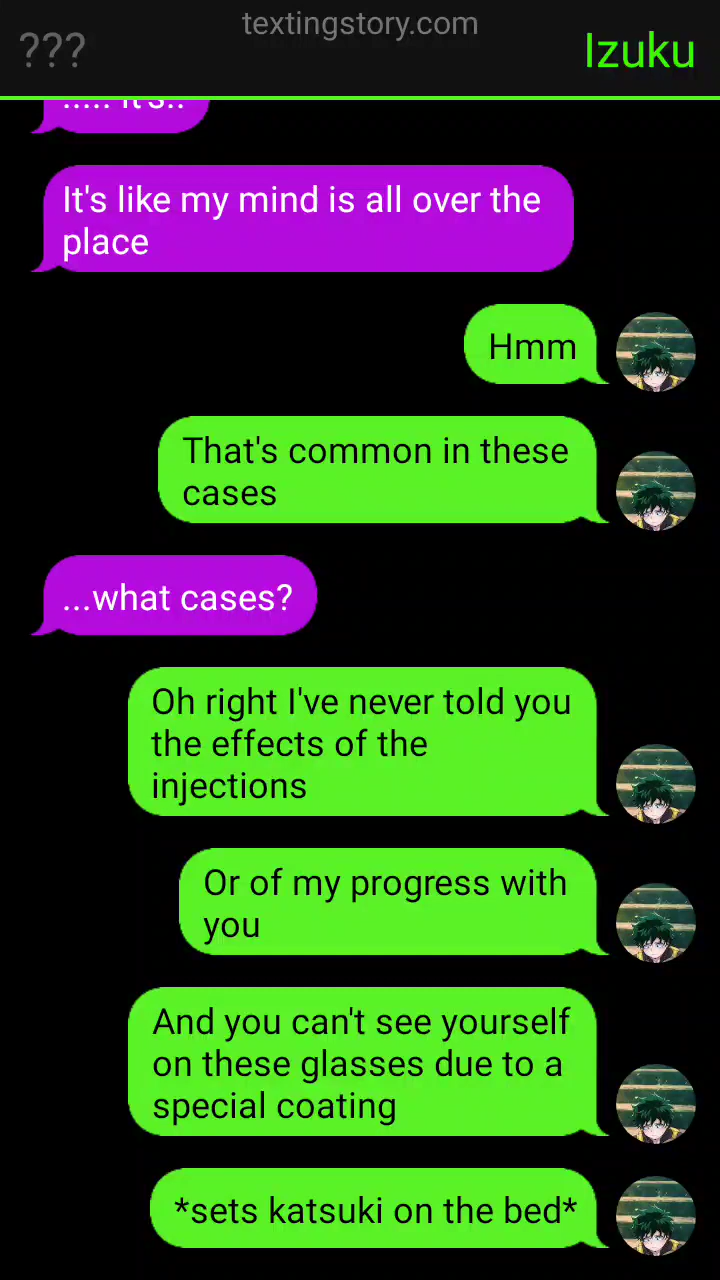 textingstory.com
???
Izuku
..... It's..
It's like my mind is all over the
place
Hmm
That's common in these
cases
...what cases?
Oh right I've never told you
the effects of the
injections
Or of my progress with
you
And you can't see yourself
on these glasses due to a
special coating
*sets katsuki on the bed*